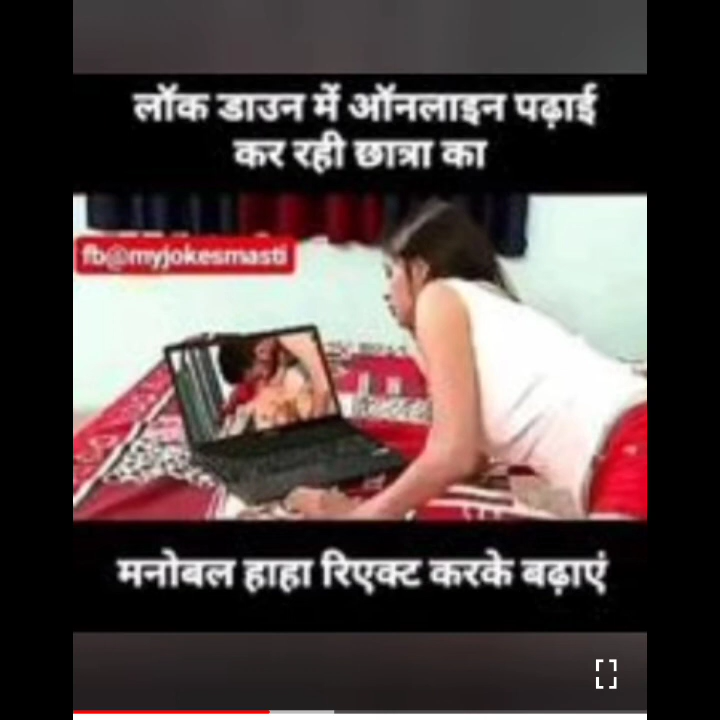 लॉक डाउन में ऑनलाइन पढ़ाई
कर रही छात्रा का
fb@myjokesmasti
मनोबल हाहा रिएक्ट करके बढ़ाएं